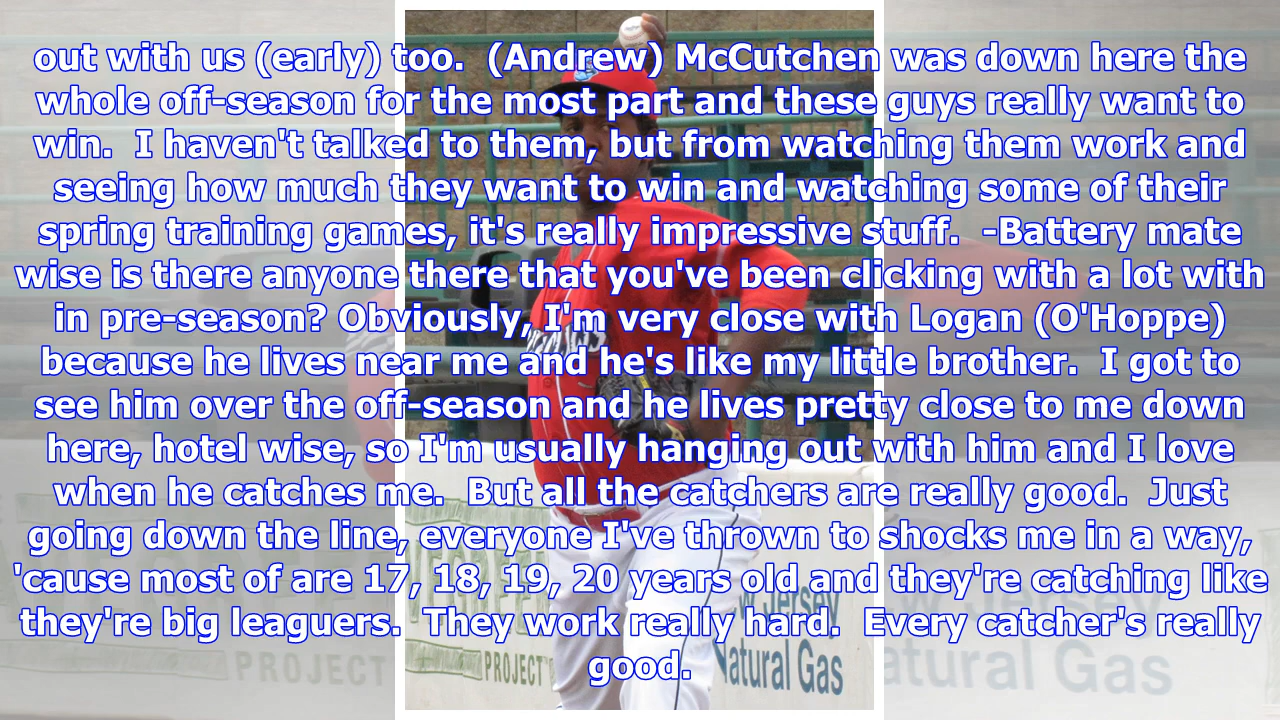 out with us (early) too.  (Andrew) McCutchen was down here the
whole off-season for the most part and these guys really want to
win.  I haven't talked to them, but from watching them work and
seeing how much they want to win and watching some of their
spring training games, it's really impressive stuff.  -Battery mate
wise is there anyone there that you've been clicking with a lot with
in pre-season? Obviously, I'm very close with Logan (O'Hoppe)
because he lives near me and he's like my little brother.  I got to
see him over the off-season and he lives pretty close to me down
here, hotel wise, so I'm usually hanging out with him and I love
when he catches me.  But all the catchers are really good.  Just
going down the line, everyone I've thrown to shocks me in a way,
'cause most of are 17, 18, 19, 20 years old and they're catching like
they're big leaguers.  They work really hard.  Every catcher's really
good.
Jersey
Natural Gas
PROJECT